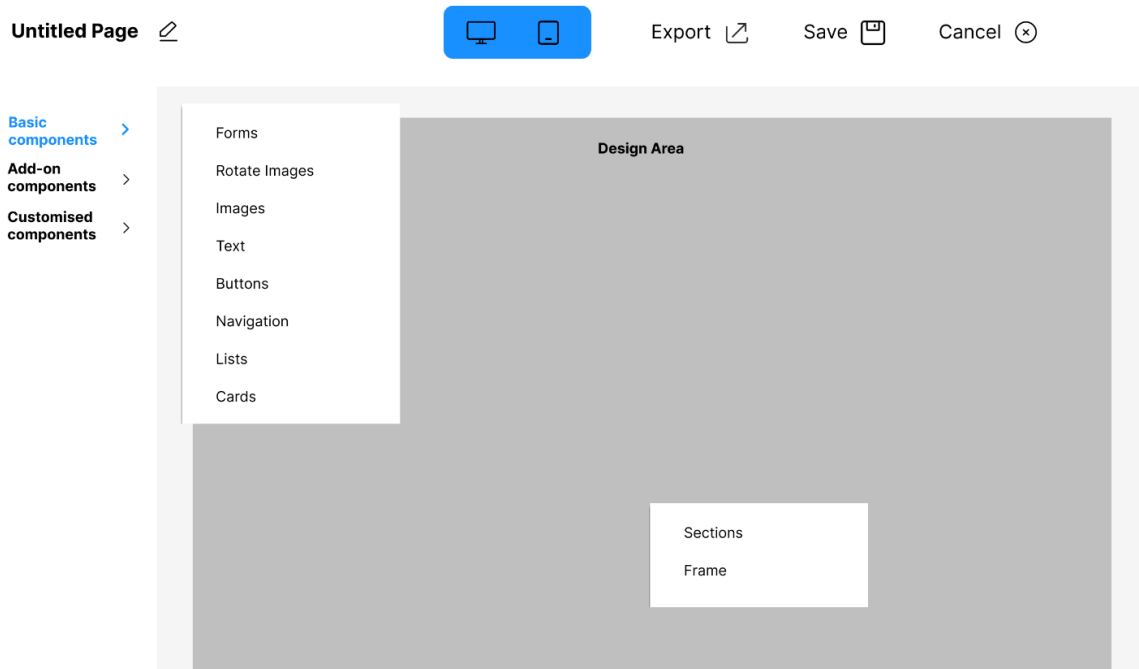 Untitled Page
Export
Save
Cancel
Basic
components
Add-on
components
Customised
components
Forms
Rotate Images
Images
Text
Buttons
Navigation
Lists
Cards
Design Area
Sections
Frame